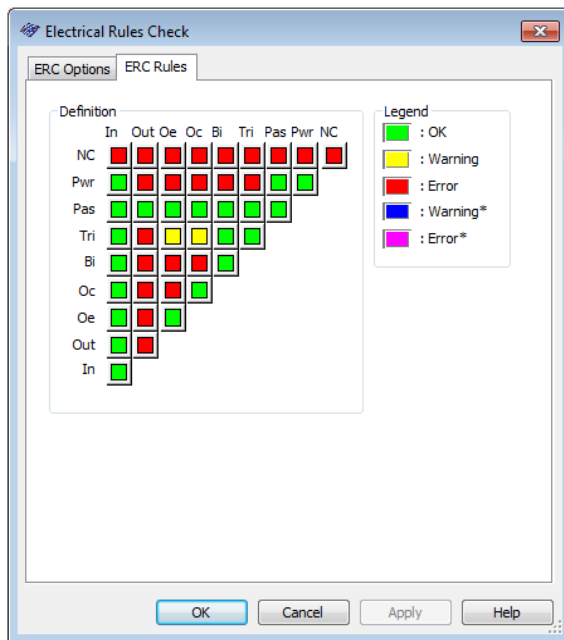 Electrical Rules Check
ERC Options ERC Rules
Definition
In Out Oe Oc Bi Tri Pas Pwr NC
NC
Pwr
Pas
Tri
Bi
Oc
Oe
Out
In
Legend
: OK
: Warning
: Error
: Warning*
: Error*
OK Cancel Apply Help